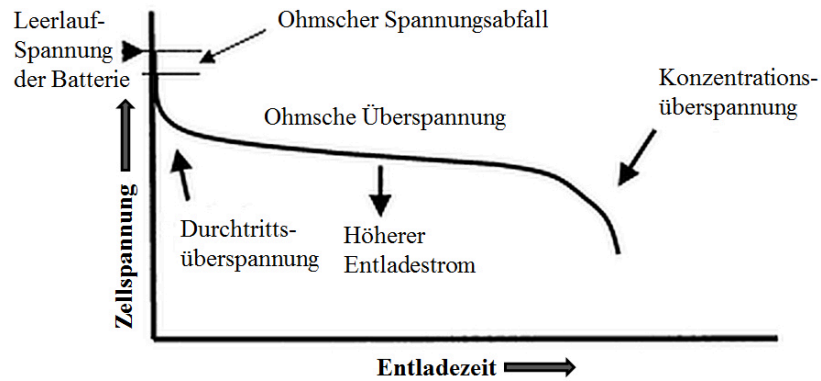 Leerlauf-
Spannung
der Batterie
Ohmscher Spannungsabfall
Konzentrations-
überspannung
Ohmsche Überspannung
Durchtritts-
überspannung
Höherer
Entladestrom
Zellspannung
Entladezeit